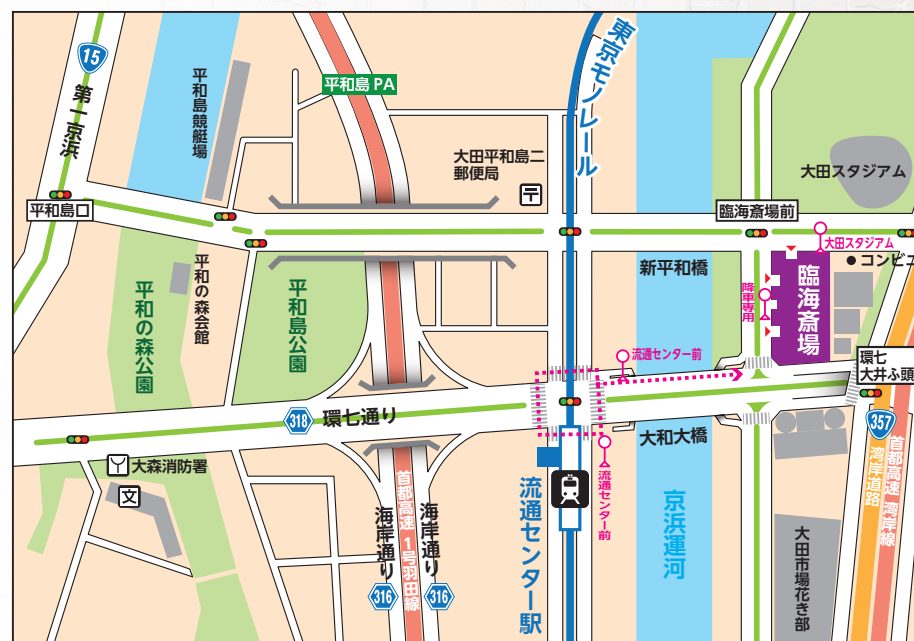 15
第一京浜
平和島競艇場
平和島 PA
東京モノレール
大田平和島二
郵便局
大田スタジアム
平和島口
臨海斎場前
大田スタジアム
コンビニ
新平和橋
臨海斎場
降車専用
平和の森会館
平和の森公園
平和島公園
流通センター前
環七
大井ふ頭
318
環七通り
大和大橋
357
大森消防署
文
首都高速 1号羽田線
海岸通り
海岸通り
316
316
流通センター駅
流通センター前
京浜運河
湾岸道路
首都高速 湾岸線
大田市場花き部